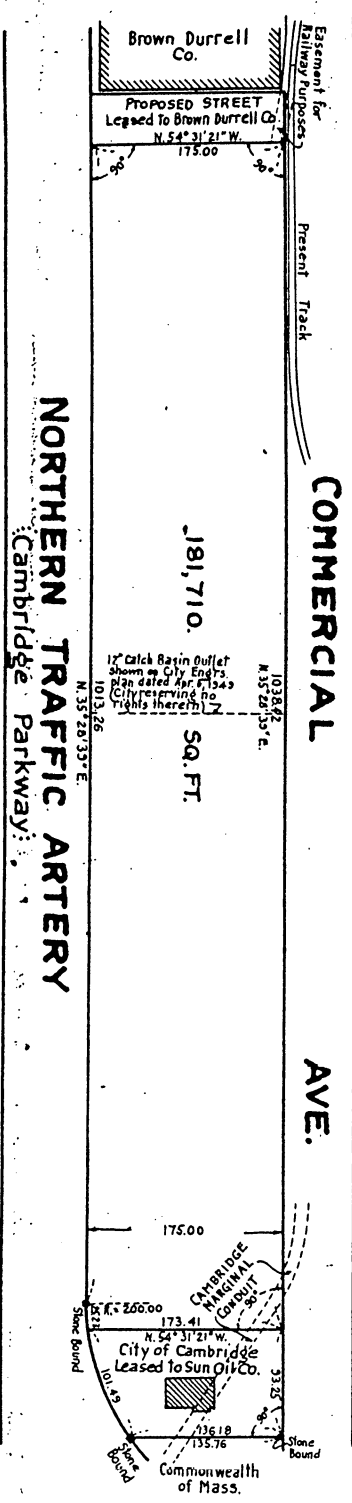 Brown Durrell
Co.
Easement for
Railway Purposes
PROPOSED STREET
Leased To Brown Durrell Co
N. 54° 31' 21" W.
175.00
90°
90°
Present Track
COMMERCIAL AVE.
NORTHERN TRAFFIC ARTERY
Cambridge Parkway
181,710. SQ. FT.
12" Catch Basin Outlet
shown on City Engrs.
plan dated Apr. 6, 1949
(City reserving no
rights therein)
1038.42
N. 35° 28' 39" E.
1013.26
N. 35° 28' 39" E.
175.00
CAMBRIDGE
MARGINAL
CONDUIT
90°
R. = 200.00
173.41
N. 54° 31' 21" W.
City of Cambridge
Leased to Sun Oil Co.
Stone Bound
101.49
93.25
90°
136.18
135.76
Stone
Bound
Stone
Bound
Commonwealth
of Mass.